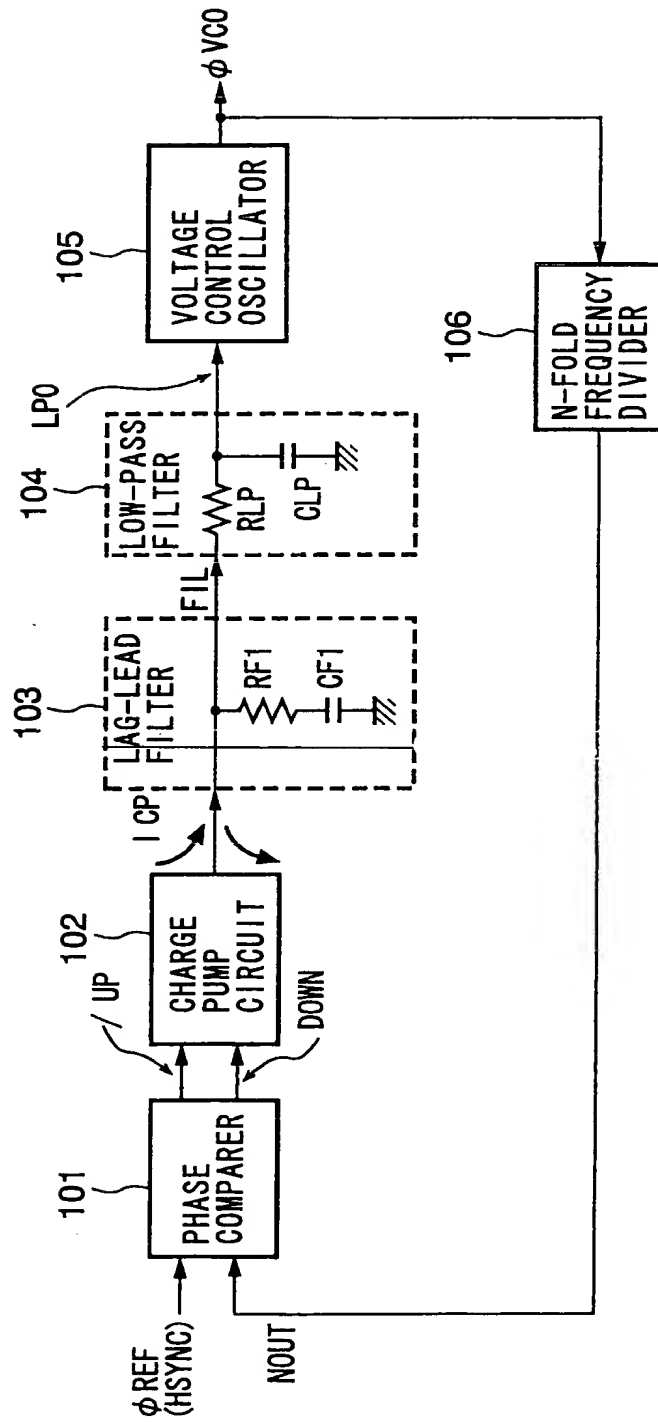 φREF
(HSYNC)
NOUT
101
PHASE
COMPARER
/UP
DOWN
102
CHARGE
PUMP
CIRCUIT
ICP
103
LAG-LEAD
FILTER
RF1
CF1
FIL
104
LOW-PASS
FILTER
RLP
CLP
LPO
105
VOLTAGE
CONTROL
OSCILLATOR
φVCO
106
N-FOLD
FREQUENCY
DIVIDER